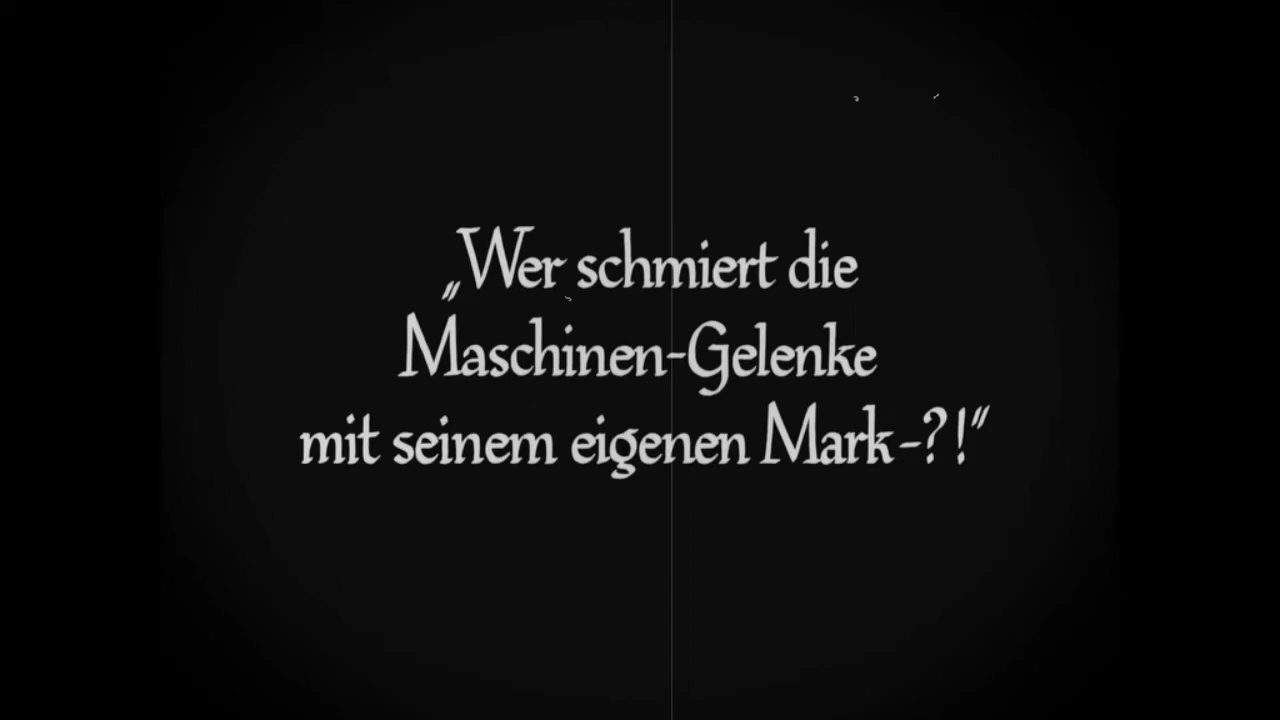 „Wer schmiert die
Maschinen-Gelenke
mit seinem eigenen Mark-?!"